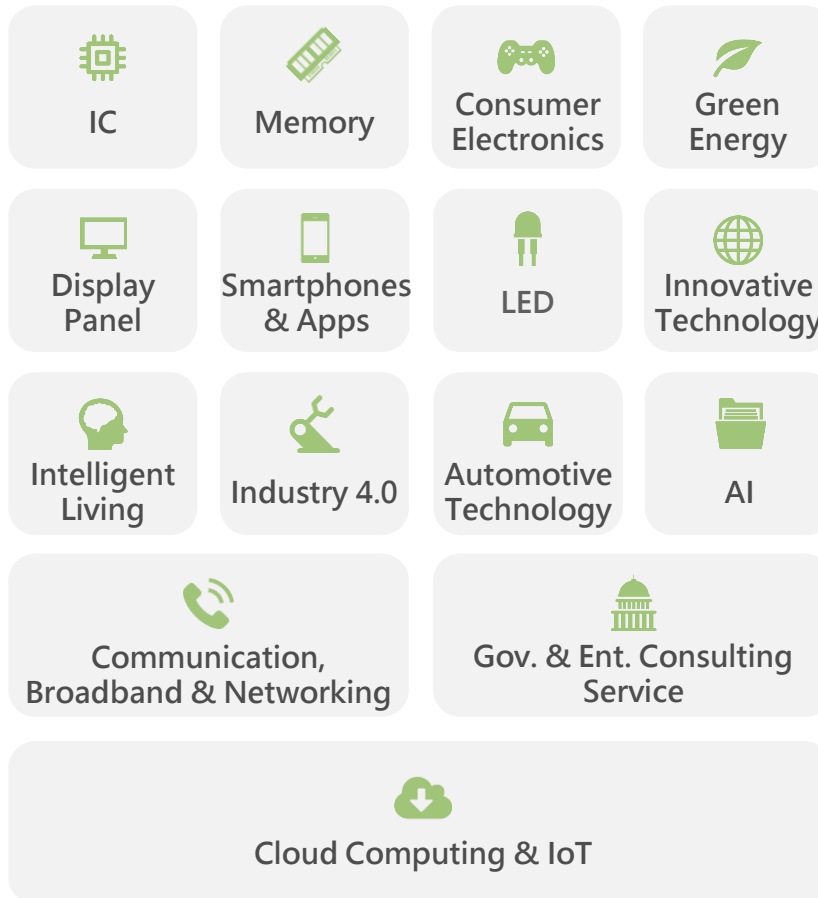 IC
Memory
Consumer
Electronics
Green
Energy
Display
Panel
Smartphones
& Apps
LED
Innovative
Technology
Intelligent
Living
Industry 4.0
Automotive
Technology
AI
Communication,
Broadband & Networking
Gov. & Ent. Consulting
Service
Cloud Computing & IoT